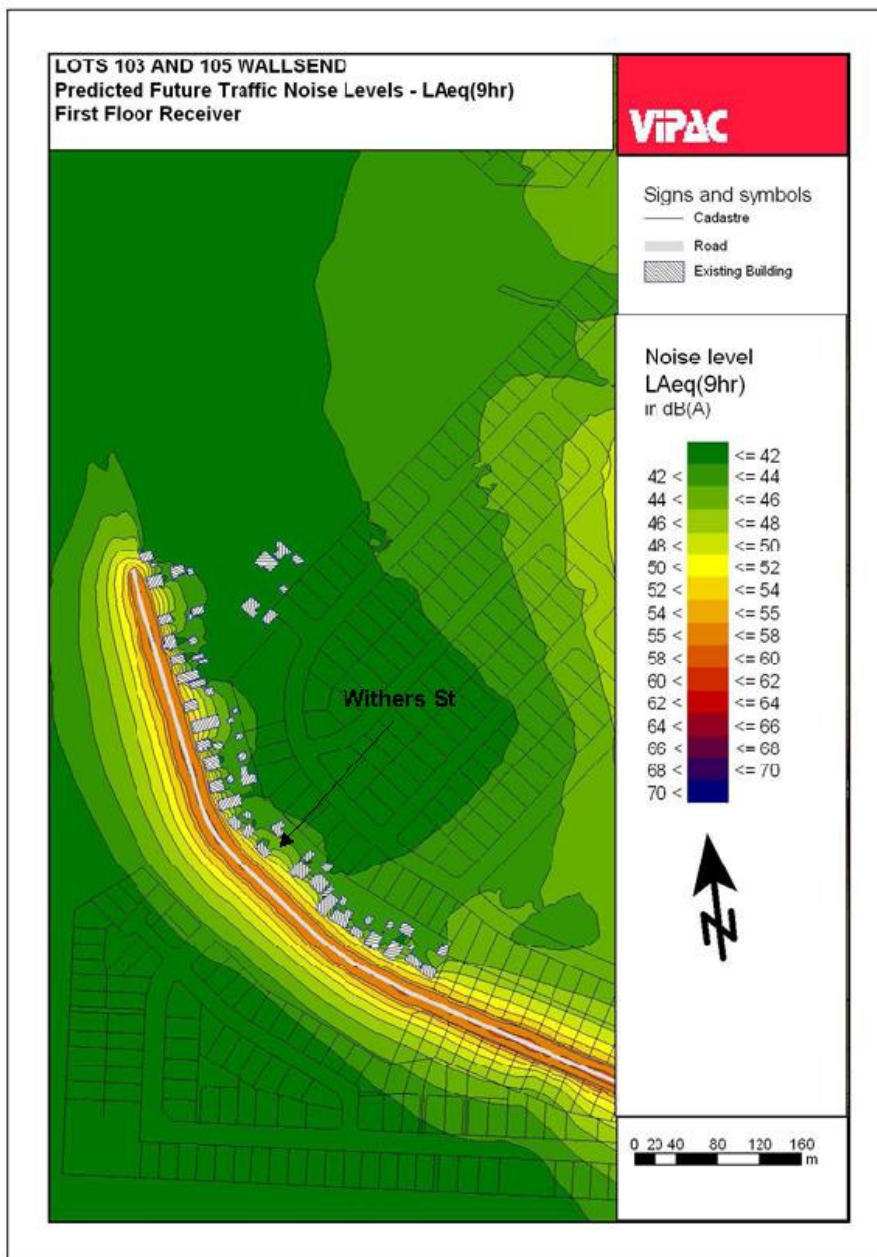 LOTS 103 AND 105 WALLSEND
Predicted Future Traffic Noise Levels - LAeq(9hr)
First Floor Receiver
ViPAC
Signs and symbols
Cadastre
Road
Existing Building
Noise level
LAeq(9hr)
in dB(A)
<= 42
42 < <= 44
44 < <= 46
46 < <= 48
48 < <= 50
50 < <= 52
52 < <= 54
54 < <= 55
55 < <= 58
58 < <= 60
60 < <= 62
62 < <= 64
64 < <= 66
66 < <= 68
68 < <= 70
70 <
Withers St
N
0 20 40 80 120 160
m